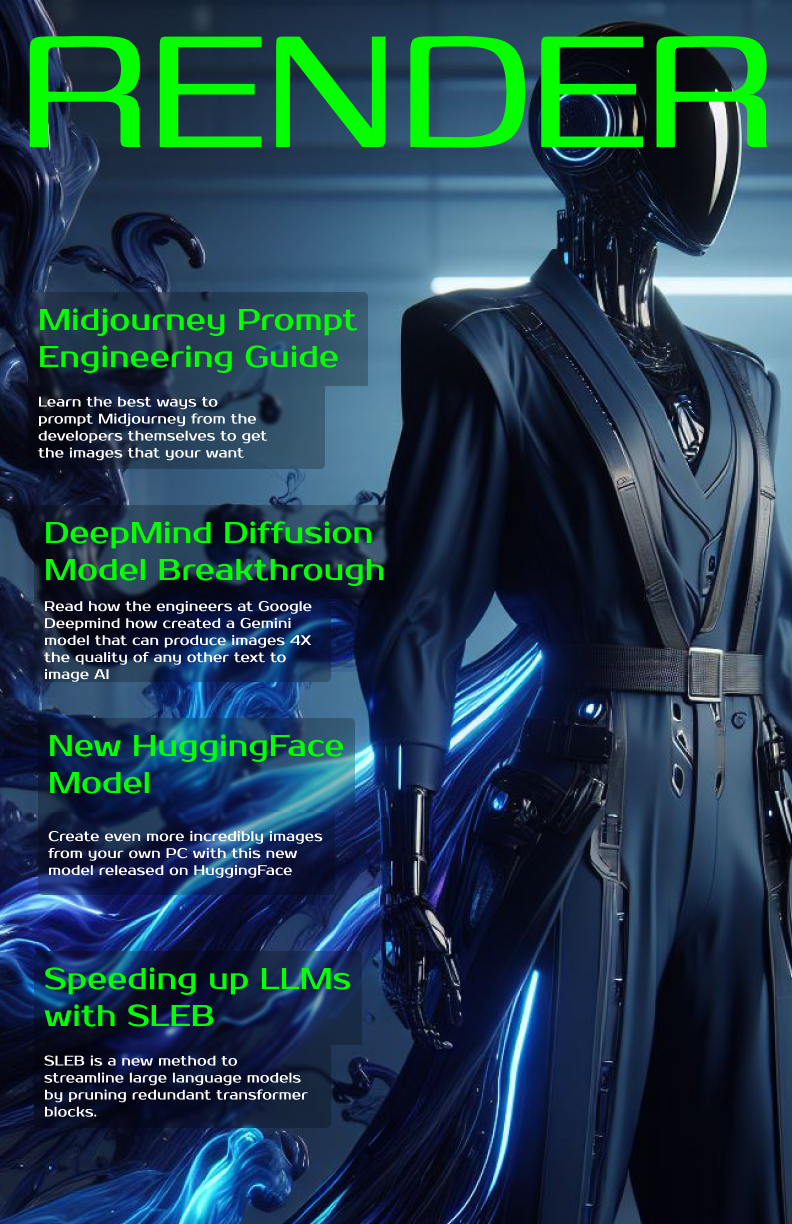 RENDER
Midjourney Prompt
Engineering Guide
Learn the best ways to
prompt Midjourney from the
developers themselves to get
the images that your want
DeepMind Diffusion
Model Breakthrough
Read how the engineers at Google
Deepmind how created a Gemini
model that can produce images 4X
the quality of any other text to
image AI
New HuggingFace
Model
Create even more incredibly images
from your own PC with this new
model released on HuggingFace
Speeding up LLMs
with SLEB
SLEB is a new method to
streamline large language models
by pruning redundant transformer
blocks.